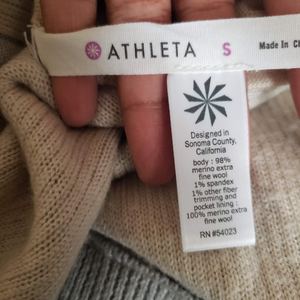 ATHLETA S Made In Ch
Designed in
Sonoma County,
California
body : 98%
merino extra
fine wool
1% spandex
1% other fiber
trimming and
pocket lining :
100% merino extra
fine wool
RN #54023